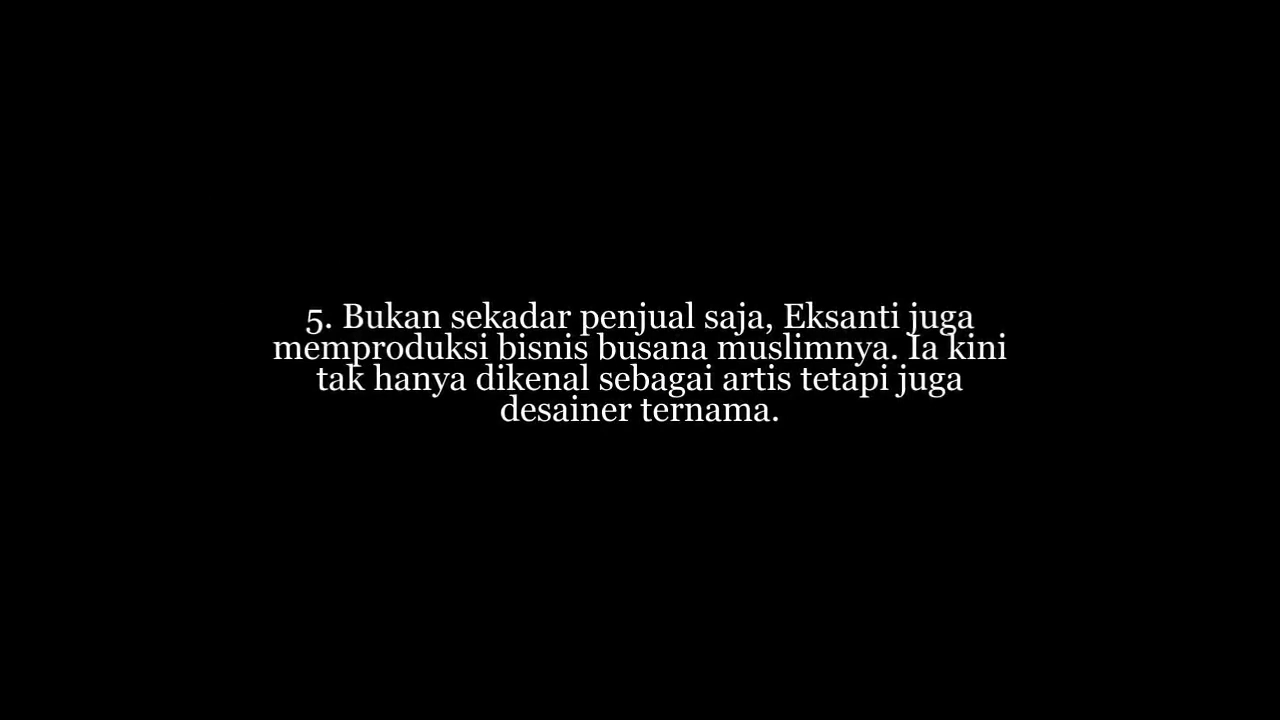 5. Bukan sekadar penjual saja, Eksanti juga
memproduksi bisnis busana muslimnya. Ia kini
tak hanya dikenal sebagai artis tetapi juga
desainer ternama.